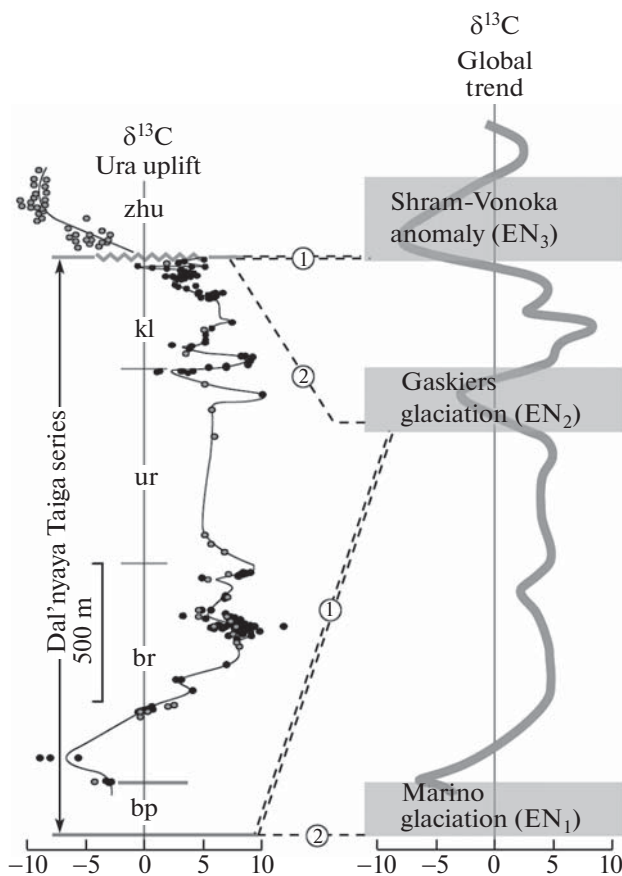 δ¹³C
Global
trend
δ¹³C
Ura uplift
zhu
Shram-Vonoka
anomaly (EN₃)
①
kl
②
Gaskiers
glaciation (EN₂)
ur
Dal’nyaya Taiga series
500 m
①
br
Marino
glaciation (EN₁)
bp
②
−10 −5 0 5 10
−10 −5 0 5 10